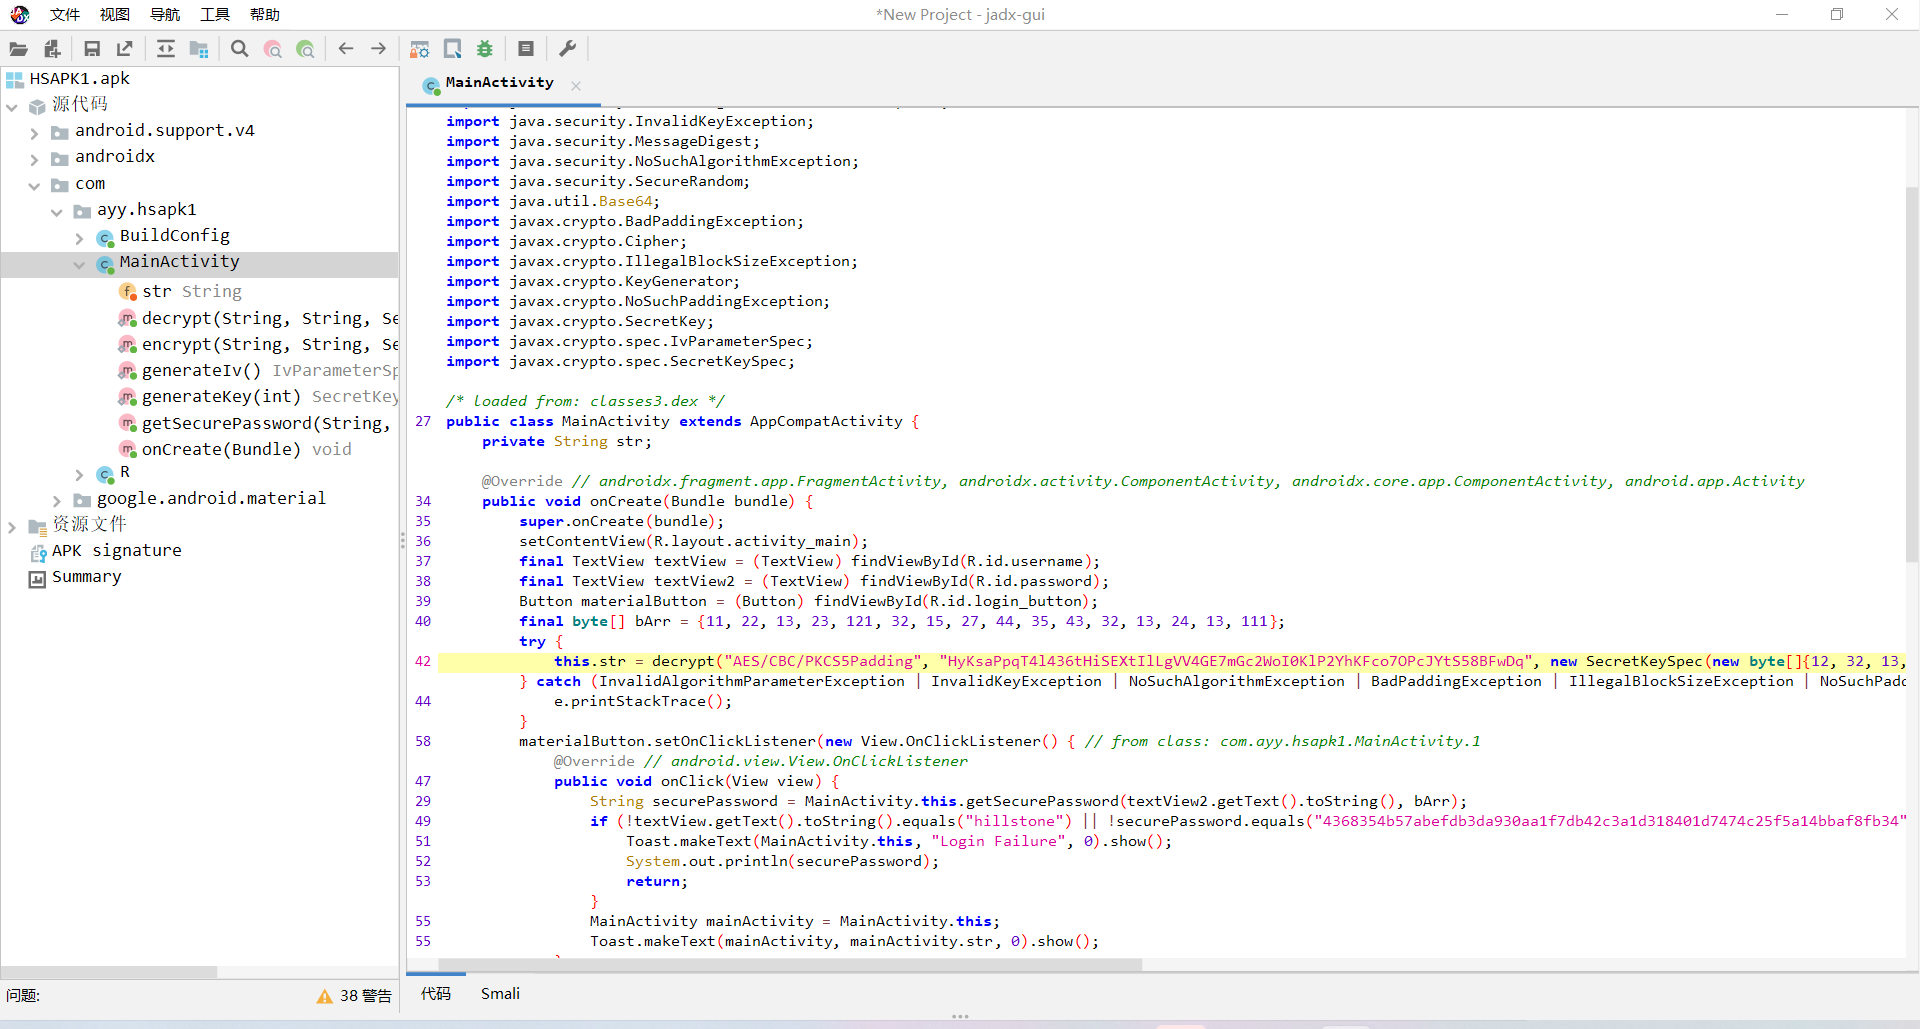 文件 视图 导航 工具 帮助
*New Project - jadx-gui
HSAPK1.apk
源代码
android.support.v4
androidx
com
ayy.hsapk1
BuildConfig
MainActivity
str String
decrypt(String, String, Se
encrypt(String, String, Se
generateIv() IvParameterSp
generateKey(int) SecretKey
getSecurePassword(String,
onCreate(Bundle) void
R
google.android.material
资源文件
APK signature
Summary
问题:
38 警告
MainActivity
import java.security.InvalidKeyException;
import java.security.MessageDigest;
import java.security.NoSuchAlgorithmException;
import java.security.SecureRandom;
import java.util.Base64;
import javax.crypto.BadPaddingException;
import javax.crypto.Cipher;
import javax.crypto.IllegalBlockSizeException;
import javax.crypto.KeyGenerator;
import javax.crypto.NoSuchPaddingException;
import javax.crypto.SecretKey;
import javax.crypto.spec.IvParameterSpec;
import javax.crypto.spec.SecretKeySpec;
/* loaded from: classes3.dex */
27 public class MainActivity extends AppCompatActivity {
private String str;
@Override // androidx.fragment.app.FragmentActivity, androidx.activity.ComponentActivity, androidx.core.app.ComponentActivity, android.app.Activity
34 public void onCreate(Bundle bundle) {
35 super.onCreate(bundle);
36 setContentView(R.layout.activity_main);
37 final TextView textView = (TextView) findViewById(R.id.username);
38 final TextView textView2 = (TextView) findViewById(R.id.password);
39 Button materialButton = (Button) findViewById(R.id.login_button);
40 final byte[] bArr = {11, 22, 13, 23, 121, 32, 15, 27, 44, 35, 43, 32, 13, 24, 13, 111};
try {
42 this.str = decrypt("AES/CBC/PKCS5Padding", "HyKsaPpqT4l436tHiSEXtIlLgVV4GE7mGc2WoI0KlP2YhKFco7OPcJYtS58BFwDq", new SecretKeySpec(new byte[]{12, 32, 13,
} catch (InvalidAlgorithmParameterException | InvalidKeyException | NoSuchAlgorithmException | BadPaddingException | IllegalBlockSizeException | NoSuchPadd
44 e.printStackTrace();
}
58 materialButton.setOnClickListener(new View.OnClickListener() { // from class: com.ayy.hsapk1.MainActivity.1
@Override // android.view.View.OnClickListener
47 public void onClick(View view) {
29 String securePassword = MainActivity.this.getSecurePassword(textView2.getText().toString(), bArr);
49 if (!textView.getText().toString().equals("hillstone") || !securePassword.equals("4368354b57abefdb3da930aa1f7db42c3a1d318401d7474c25f5a14bbaf8fb34"
51 Toast.makeText(MainActivity.this, "Login Failure", 0).show();
52 System.out.println(securePassword);
53 return;
}
55 MainActivity mainActivity = MainActivity.this;
55 Toast.makeText(mainActivity, mainActivity.str, 0).show();
代码 Smali